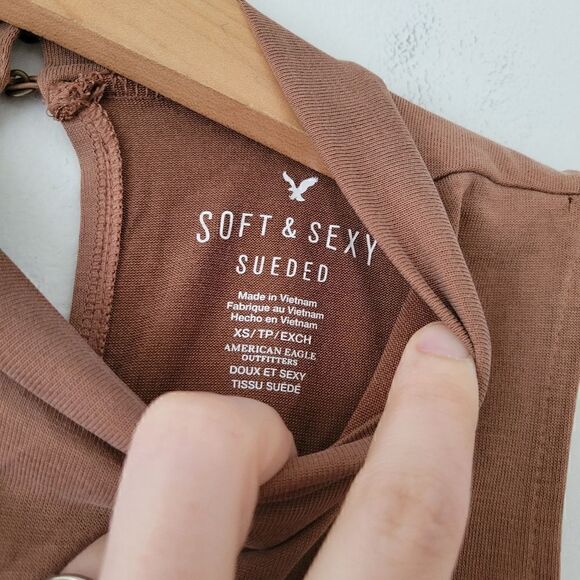 SOFT & SEXY
SUEDED
Made in Vietnam
Fabriqué au Vietnam
Hecho en Vietnam
XS/TP/EXCH
AMERICAN EAGLE
OUTFITTERS
DOUX ET SEXY
TISSU SUÉDÉ